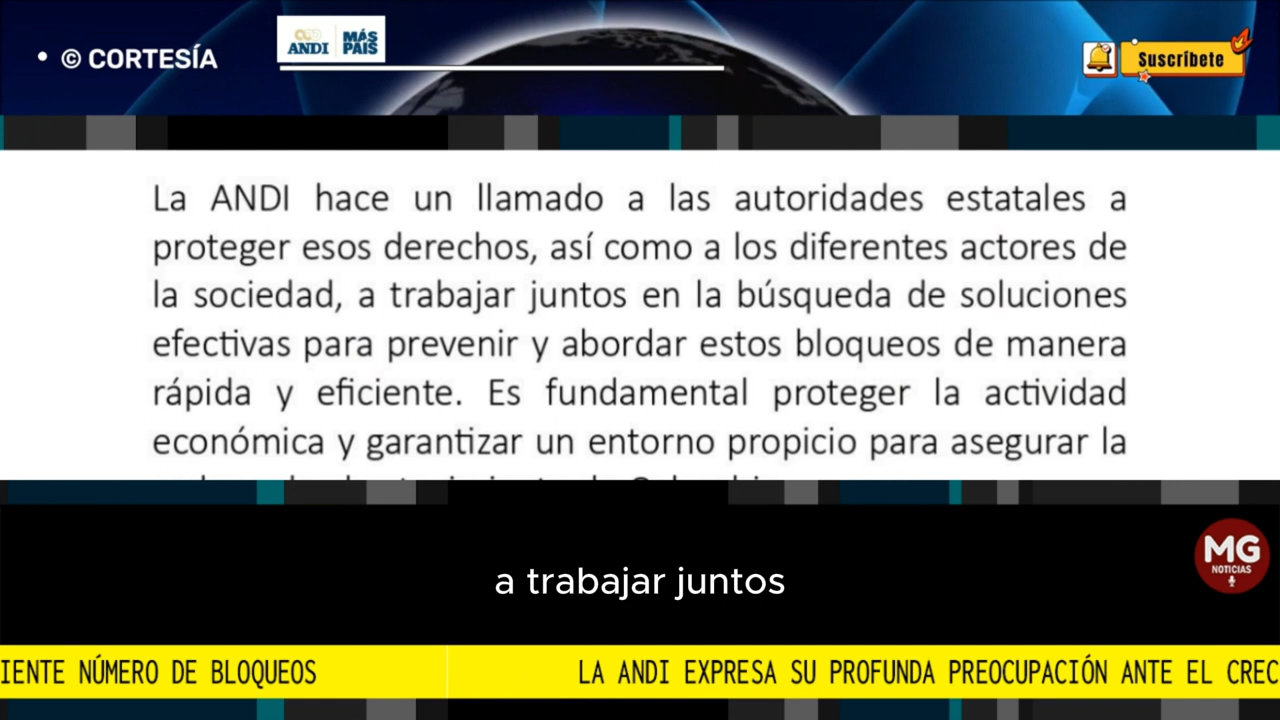 • © CORTESÍA
ANDI
MÁS
PAÍS
Suscríbete
La ANDI hace un llamado a las autoridades estatales a
proteger esos derechos, así como a los diferentes actores de
la sociedad, a trabajar juntos en la búsqueda de soluciones
efectivas para prevenir y abordar estos bloqueos de manera
rápida y eficiente. Es fundamental proteger la actividad
económica y garantizar un entorno propicio para asegurar la
MG
NOTICIAS
a trabajar juntos
IENTE NÚMERO DE BLOQUEOS
LA ANDI EXPRESA SU PROFUNDA PREOCUPACIÓN ANTE EL CREC